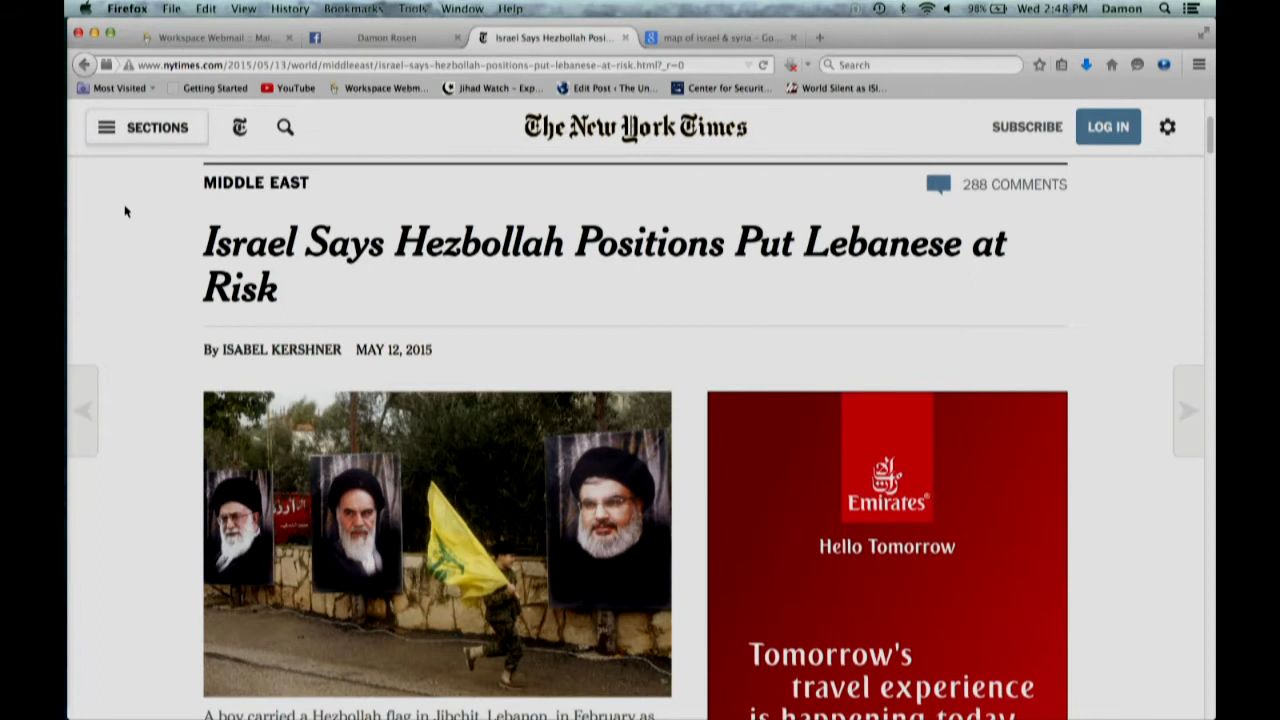 Firefox File Edit View History Bookmarks Tools Window Help 98% Wed 2:48 PM Damon
Workspace Webmail :: Mai... Damon Rosen Israel Says Hezbollah Posi... map of israel & syria - Go...
www.nytimes.com/2015/05/13/world/middleeast/israel-says-hezbollah-positions-put-lebanese-at-risk.html?_r=0 Search
Most Visited Getting Started YouTube Workspace Webm... Jihad Watch - Exp... Edit Post ‹ The Un... Center for Securit... World Silent as ISI...
SECTIONS The New York Times SUBSCRIBE LOG IN
MIDDLE EAST 288 COMMENTS
Israel Says Hezbollah Positions Put Lebanese at
Risk
By ISABEL KERSHNER MAY 12, 2015
Emirates
Hello Tomorrow
Tomorrow's
travel experience
is happening today
A boy carried a Hezbollah flag in Jibchit, Lebanon, in February as